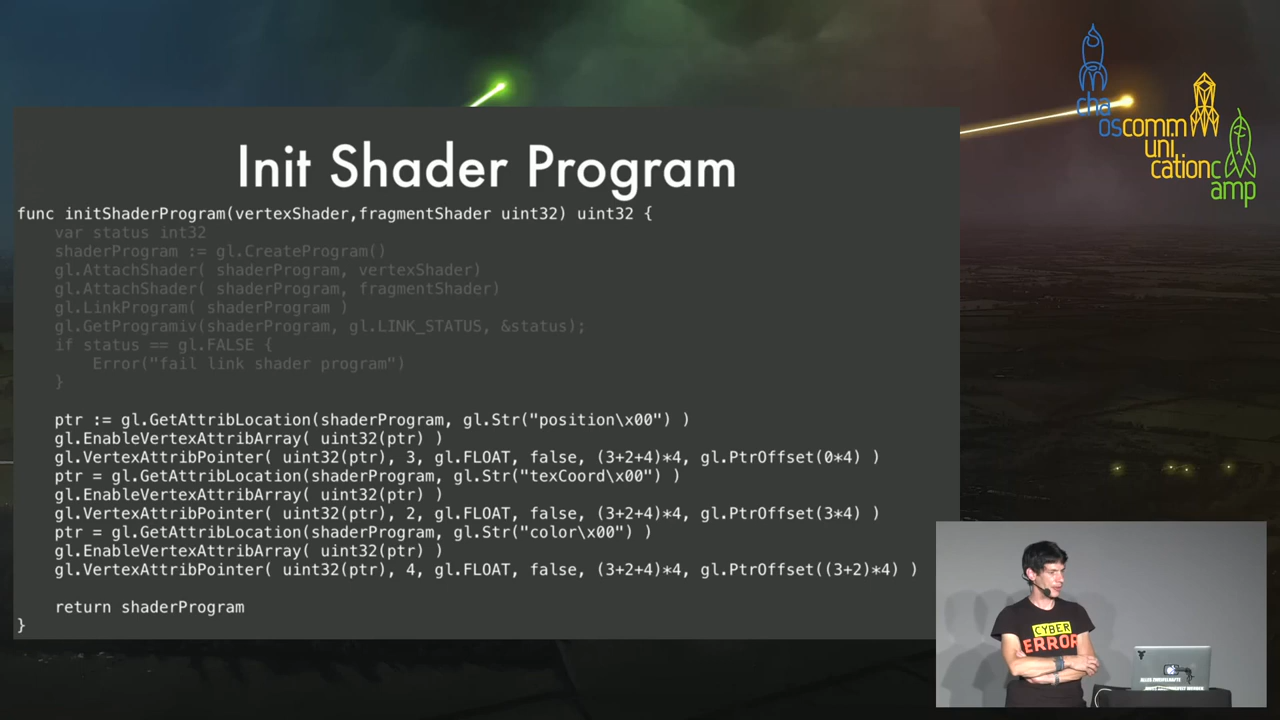 Init Shader Program
func initShaderProgram(vertexShader,fragmentShader uint32) uint32 {
    var status int32
    shaderProgram := gl.CreateProgram()
    gl.AttachShader( shaderProgram, vertexShader)
    gl.AttachShader( shaderProgram, fragmentShader)
    gl.LinkProgram( shaderProgram )
    gl.GetProgramiv(shaderProgram, gl.LINK_STATUS, &status);
    if status == gl.FALSE {
        Error("fail link shader program")
    }
    ptr := gl.GetAttribLocation(shaderProgram, gl.Str("position\x00") )
    gl.EnableVertexAttribArray( uint32(ptr) )
    gl.VertexAttribPointer( uint32(ptr), 3, gl.FLOAT, false, (3+2+4)*4, gl.PtrOffset(0*4) )
    ptr = gl.GetAttribLocation(shaderProgram, gl.Str("texCoord\x00") )
    gl.EnableVertexAttribArray( uint32(ptr) )
    gl.VertexAttribPointer( uint32(ptr), 2, gl.FLOAT, false, (3+2+4)*4, gl.PtrOffset(3*4) )
    ptr = gl.GetAttribLocation(shaderProgram, gl.Str("color\x00") )
    gl.EnableVertexAttribArray( uint32(ptr) )
    gl.VertexAttribPointer( uint32(ptr), 4, gl.FLOAT, false, (3+2+4)*4, gl.PtrOffset((3+2)*4) )
    return shaderProgram
}
cha
oscomm
uni
cationc
amp
CYBER
ERROR